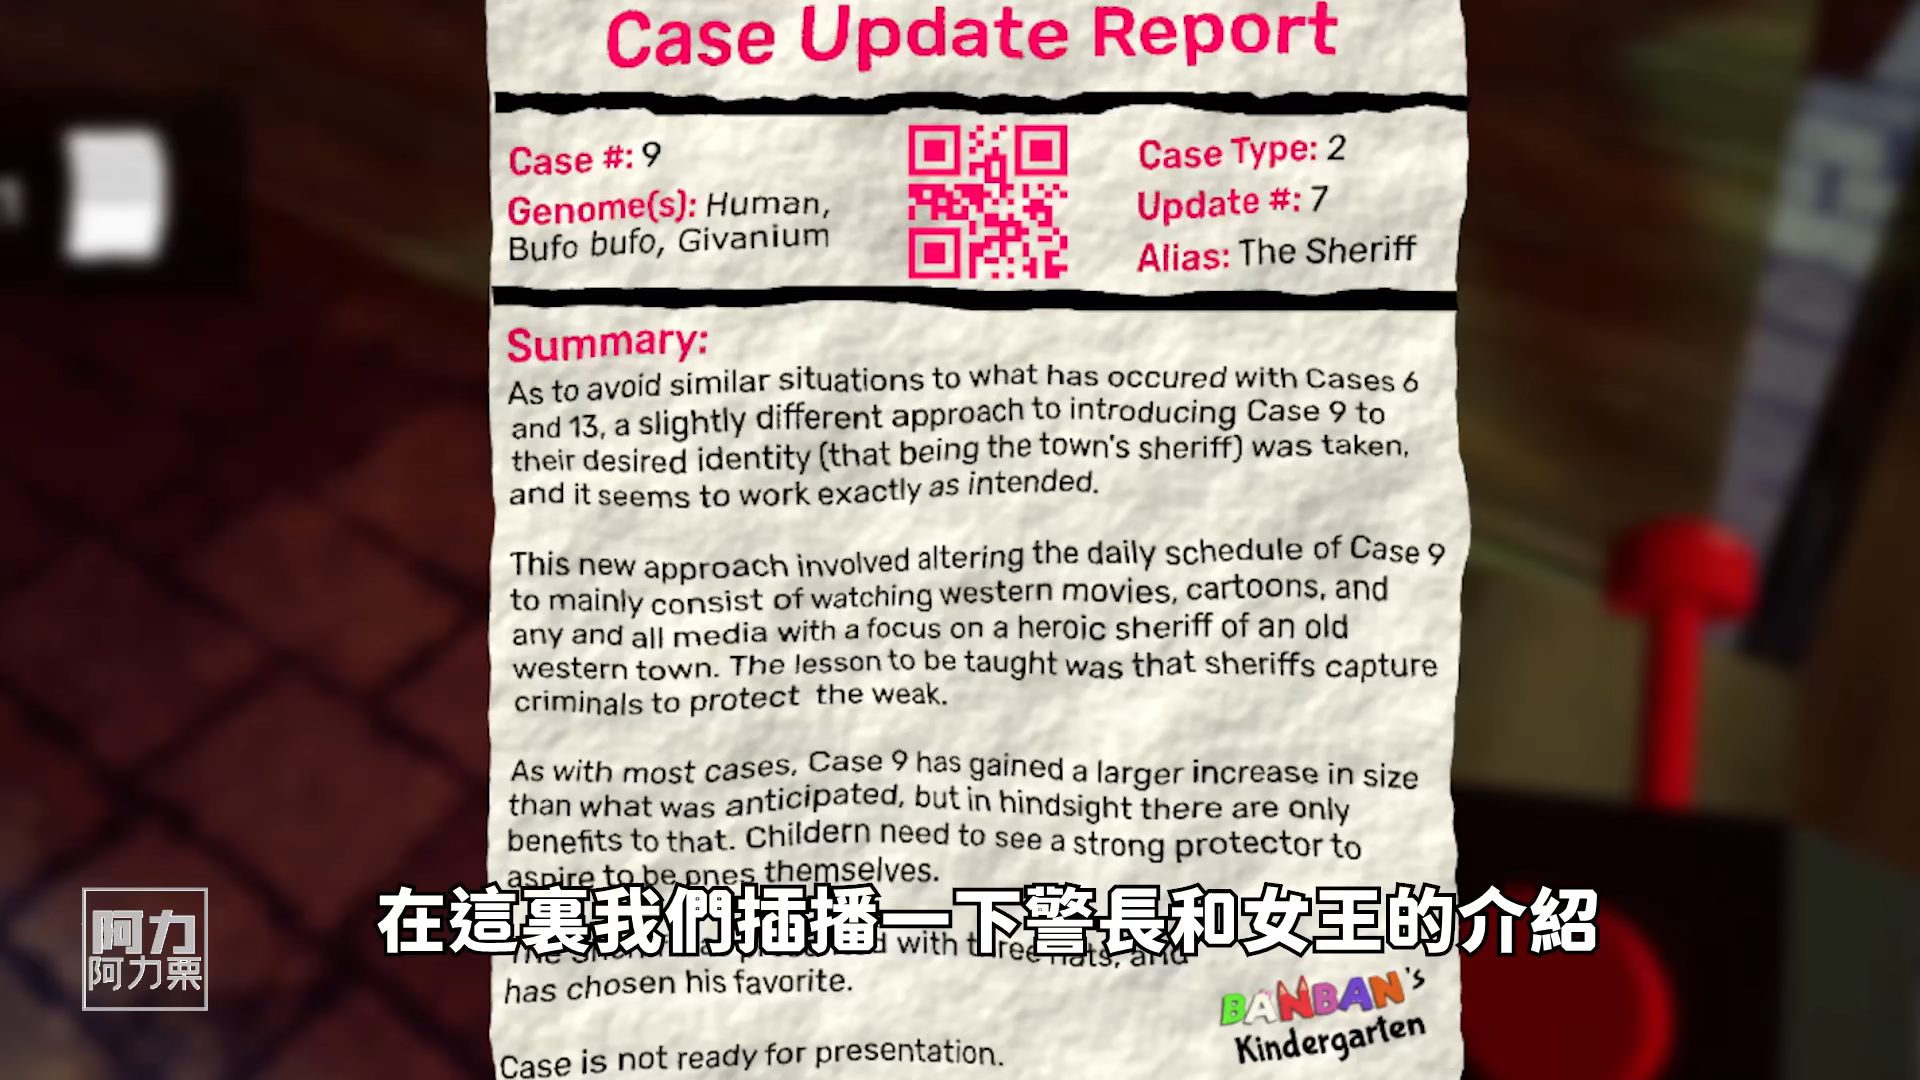 Case Update Report
Case #: 9
Genome(s): Human,
Bufo bufo, Givanium
Case Type: 2
Update #: 7
Alias: The Sheriff
Summary:
As to avoid similar situations to what has occured with Cases 6
and 13, a slightly different approach to introducing Case 9 to
their desired identity (that being the town's sheriff) was taken,
and it seems to work exactly as intended.
This new approach involved altering the daily schedule of Case 9
to mainly consist of watching western movies, cartoons, and
any and all media with a focus on a heroic sheriff of an old
western town. The lesson to be taught was that sheriffs capture
criminals to protect the weak.
As with most cases, Case 9 has gained a larger increase in size
than what was anticipated, but in hindsight there are only
benefits to that. Childern need to see a strong protector to
aspire to be ones themselves.
在這裏我們插播一下警長和女王的介紹
with three hats, and
has chosen his favorite.
Case is not ready for presentation.
BANBAN's
Kindergarten
阿力
阿力栗